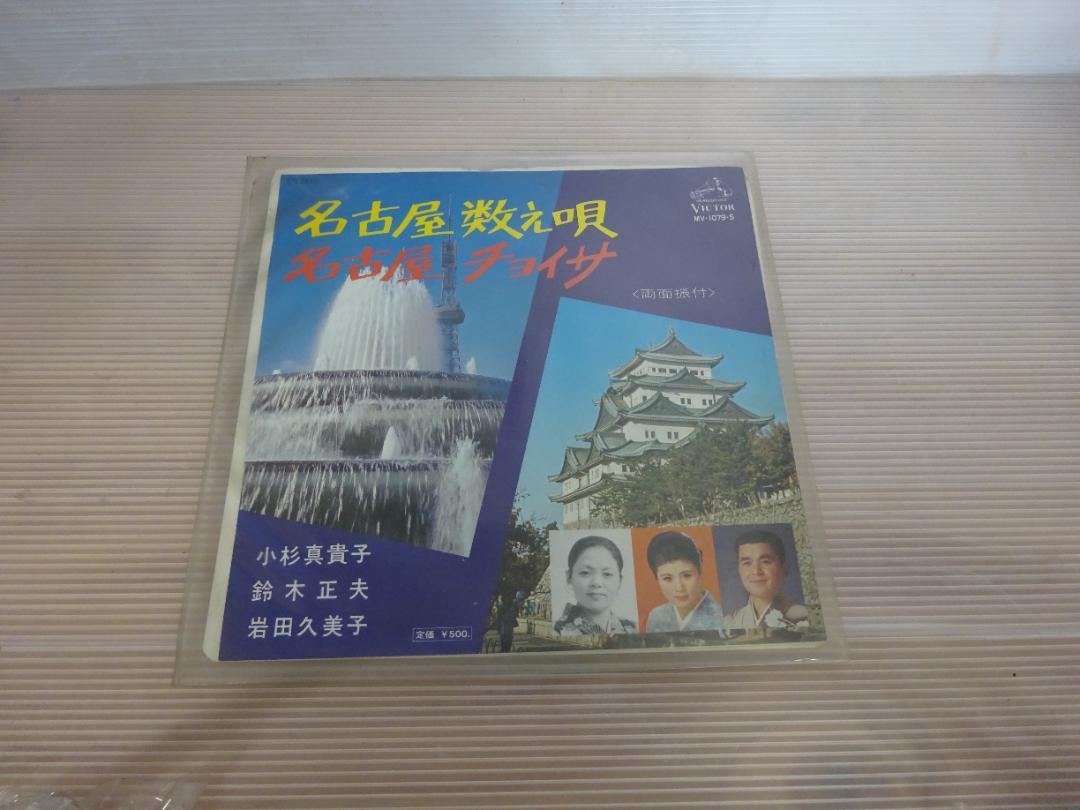 名古屋 数え唄
名古屋 チョイサ
VICTOR
MV-1079-S
〈両面振付〉
小杉真貴子
鈴木正夫
岩田久美子
定価 ¥500.